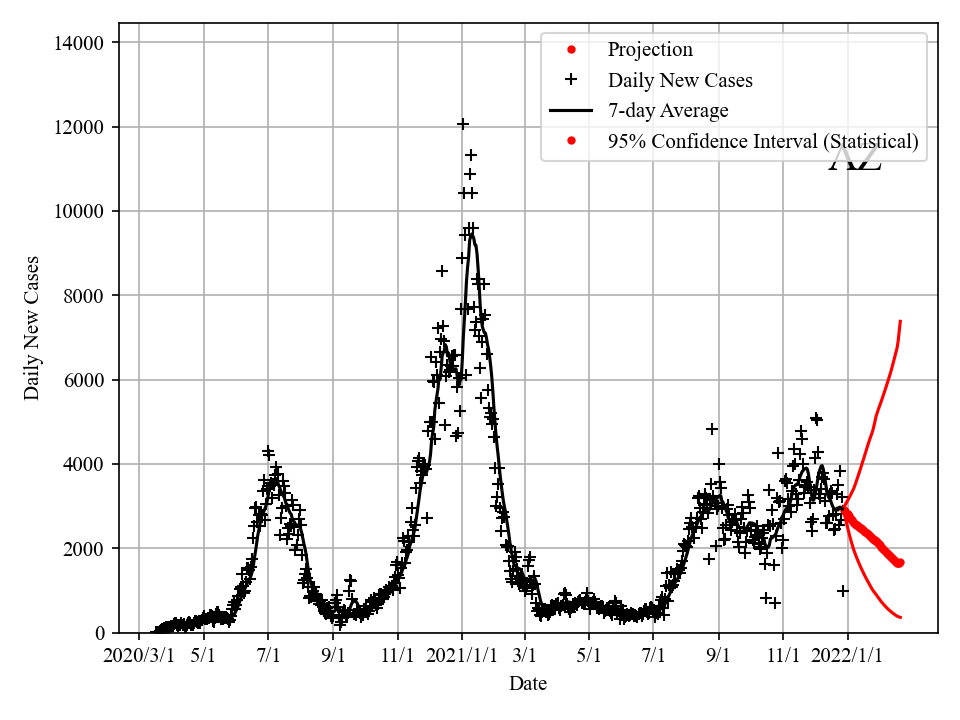 14000
12000
10000
8000
6000
4000
2000
0
Daily New Cases
Projection
Daily New Cases
7-day Average
95% Confidence Interval (Statistical)
AZ
2020/3/1 5/1 7/1 9/1 11/1 2021/1/1 3/1 5/1 7/1 9/1 11/1 2022/1/1
Date